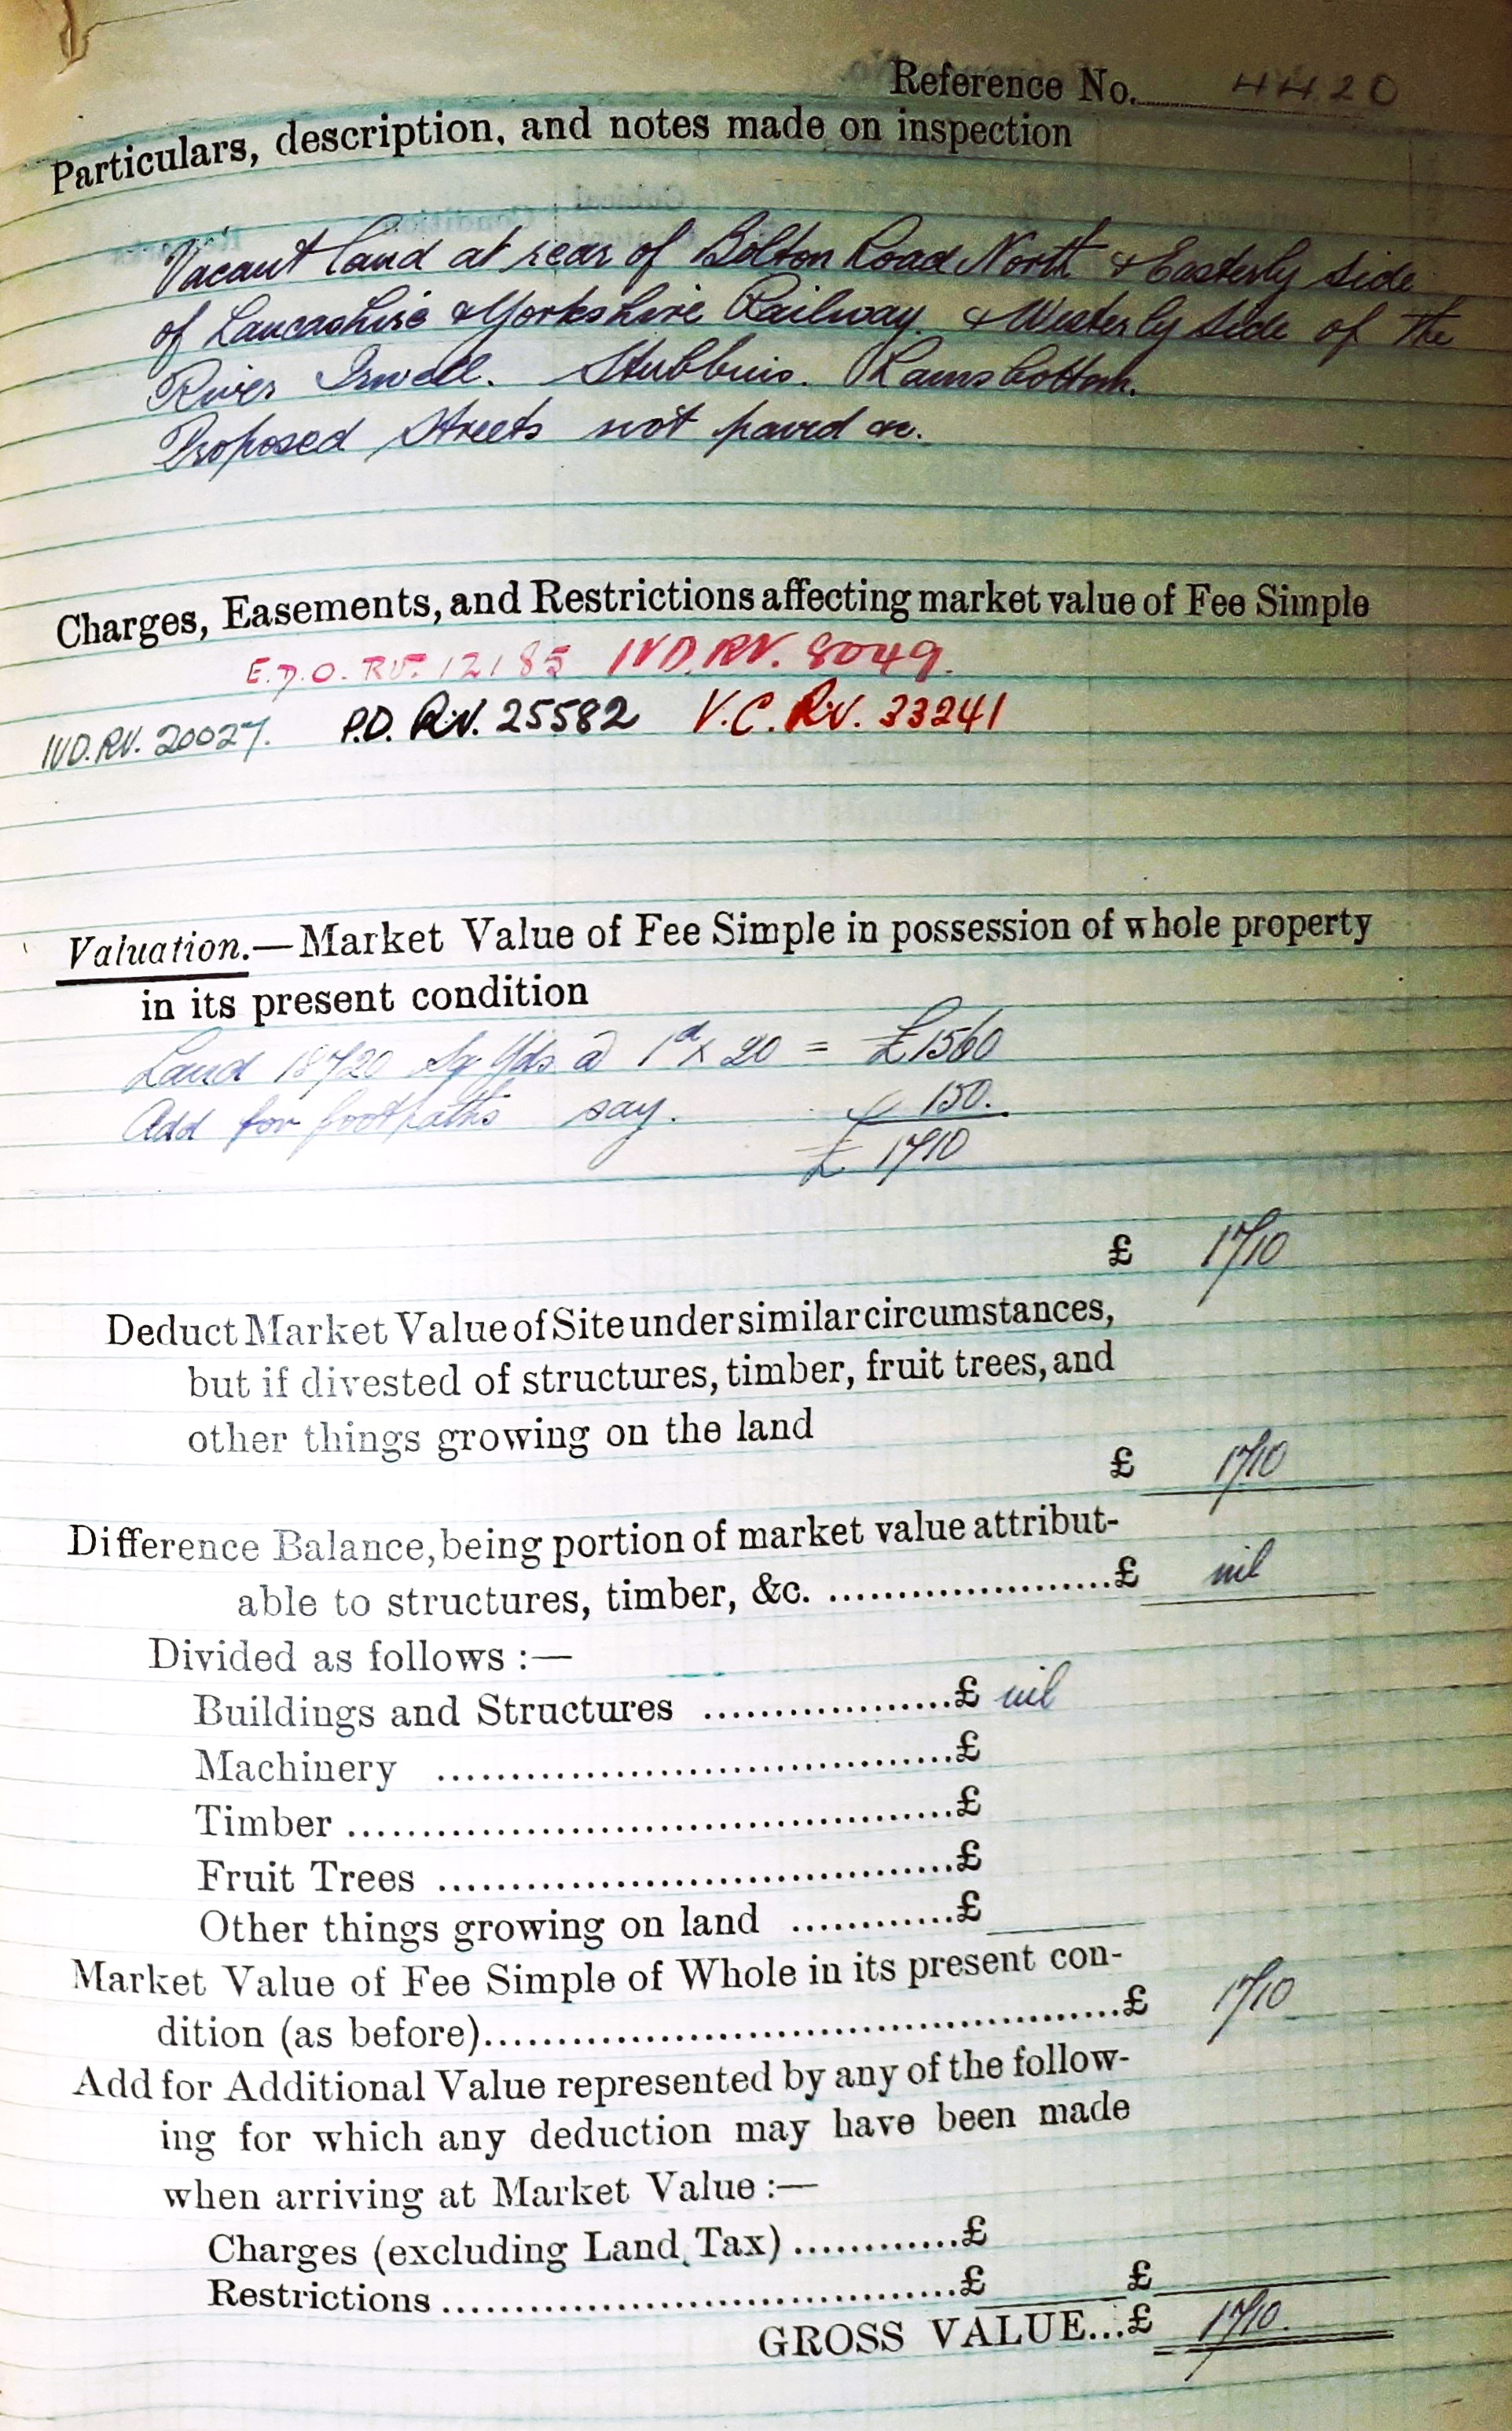 Reference No. 4420
Particulars, description, and notes made on inspection
Vacant land at rear of Bolton Road North & Easterly side
of Lancashire & Yorkshire Railway & Westerly side of the
River Irwell. Stubbins. Ramsbottom.
Proposed Streets not paved &c.
Charges, Easements, and Restrictions affecting market value of Fee Simple
E.D.O. RV. 12185 IVD. RV. 8049.
IVD. RV. 20027. P.D. RV. 25582 V.C. RV. 33241
Valuation.—Market Value of Fee Simple in possession of whole property
in its present condition
Land 18720 Sq Yds @ 1d x 20 = £1560
Add for footpaths say. 150.
£ 1710
£ 1710
Deduct Market Value of Site under similar circumstances,
but if divested of structures, timber, fruit trees, and
other things growing on the land
£ 1710
Difference Balance, being portion of market value attribut-
able to structures, timber, &c. ......................£ nil
Divided as follows :—
Buildings and Structures ...................£ nil
Machinery ...................................£
Timber .........................................£
Fruit Trees ...................................£
Other things growing on land ............£
Market Value of Fee Simple of Whole in its present con-
dition (as before)..............................................£ 1710
Add for Additional Value represented by any of the follow-
ing for which any deduction may have been made
when arriving at Market Value :—
Charges (excluding Land Tax) ............£
Restrictions ...................................£ £
GROSS VALUE...£ 1710.